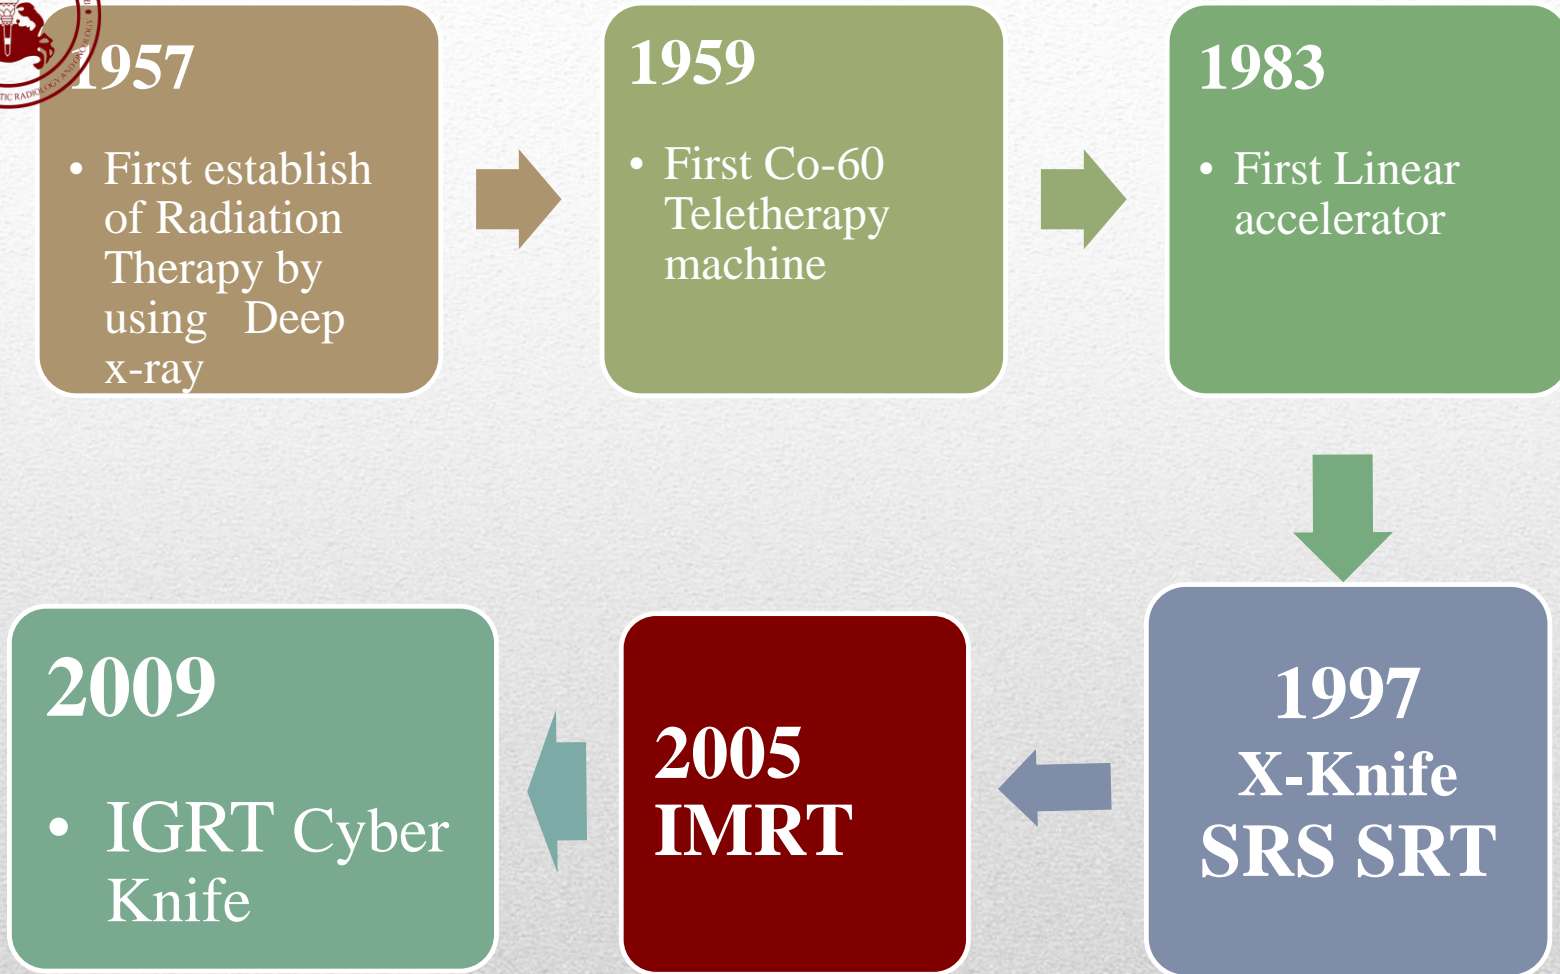 1957
• First establish
of Radiation
Therapy by
using Deep
x-ray
1959
• First Co-60
Teletherapy
machine
1983
• First Linear
accelerator
1997
X-Knife
SRS SRT
2005
IMRT
2009
• IGRT Cyber
Knife